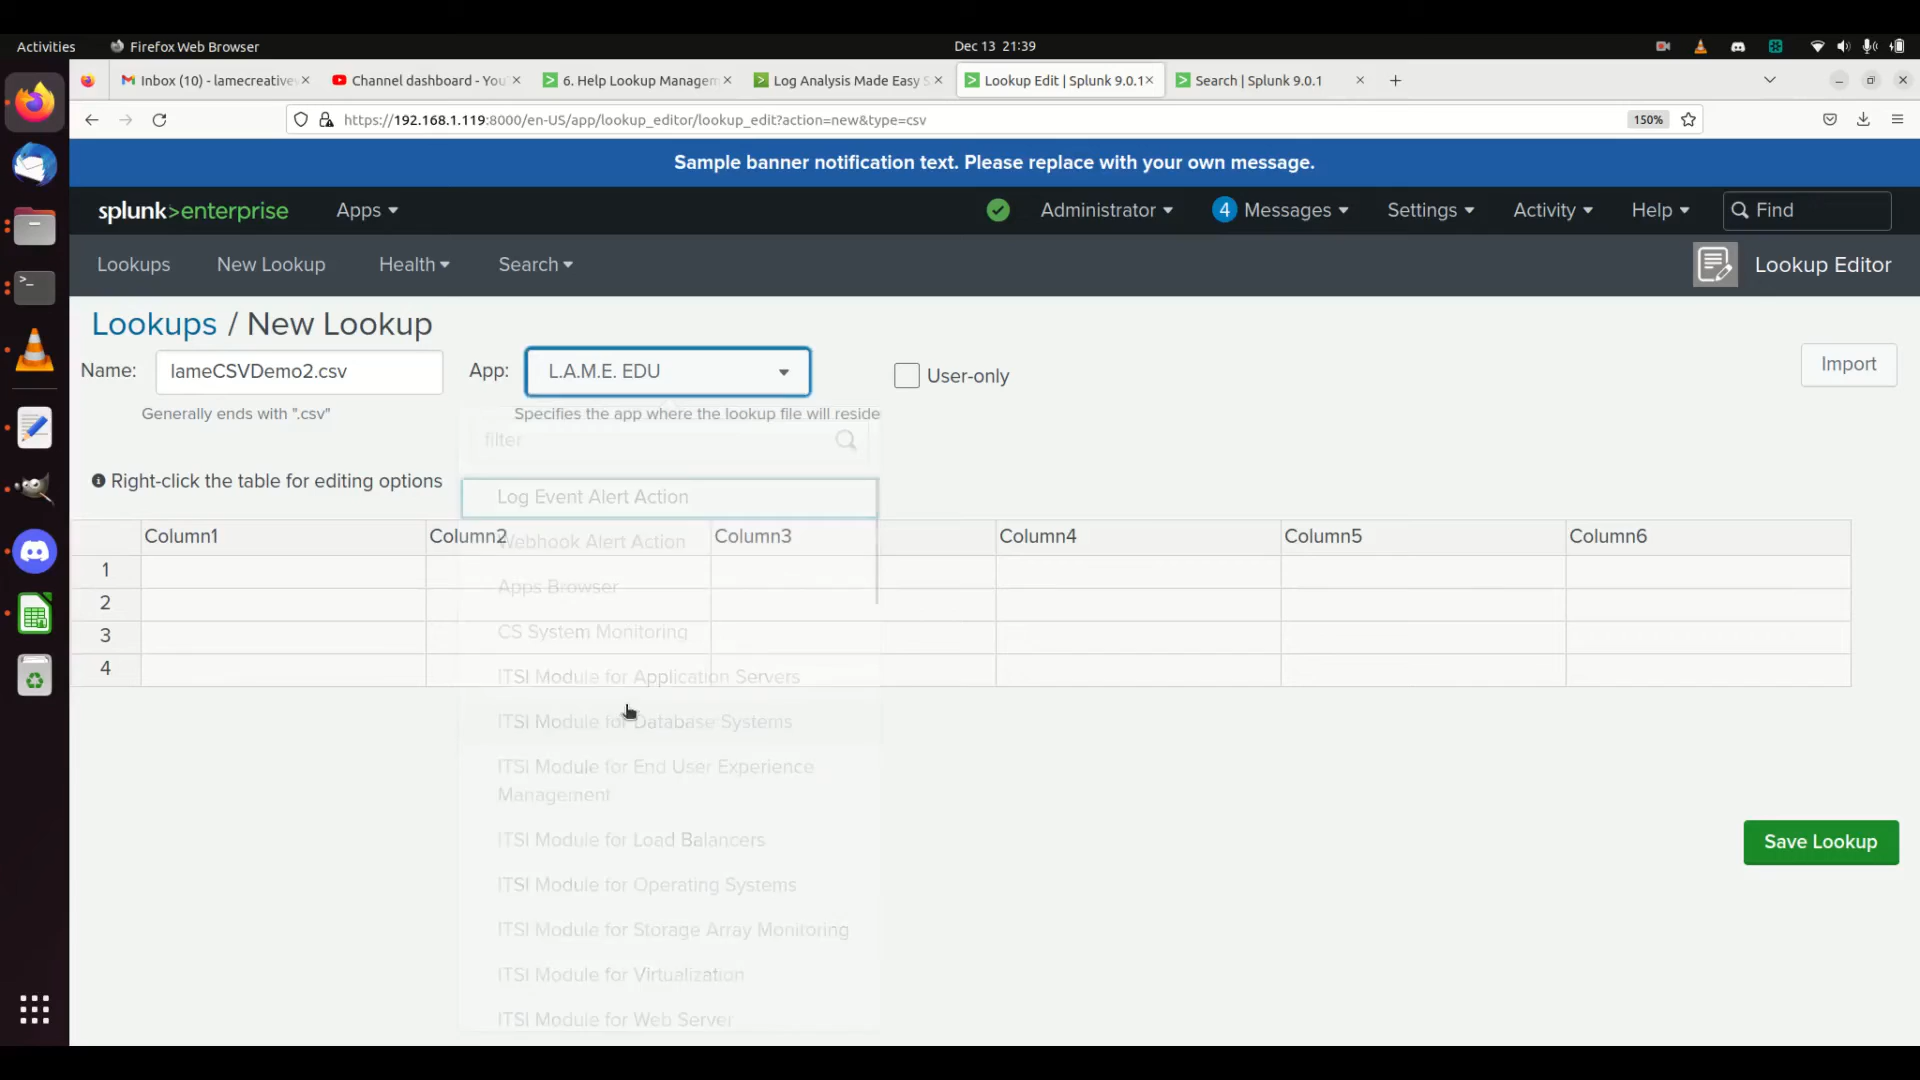 Activities Firefox Web Browser Dec 13 21:39
Inbox (10) - lamecreatives Channel dashboard - You 6. Help Lookup Managem Log Analysis Made Easy S Lookup Edit | Splunk 9.0.1 Search | Splunk 9.0.1
https://192.168.1.119:8000/en-US/app/lookup_editor/lookup_edit?action=new&type=csv 150%
Sample banner notification text. Please replace with your own message.
splunk>enterprise Apps Administrator 4 Messages Settings Activity Help Find
Lookups New Lookup Health Search Lookup Editor
Lookups / New Lookup
Name: lameCSVDemo2.csv App: L.A.M.E. EDU User-only Import
Generally ends with ".csv" Specifies the app where the lookup file will reside
filter
Right-click the table for editing options
Log Event Alert Action
Column1 Column2 Column3 Column4 Column5 Column6
Webhook Alert Action
1
Apps Browser
2
CS System Monitoring
3
4
ITSI Module for Application Servers
ITSI Module for Database Systems
ITSI Module for End User Experience
Management
ITSI Module for Load Balancers
Save Lookup
ITSI Module for Operating Systems
ITSI Module for Storage Array Monitoring
ITSI Module for Virtualization
ITSI Module for Web Server